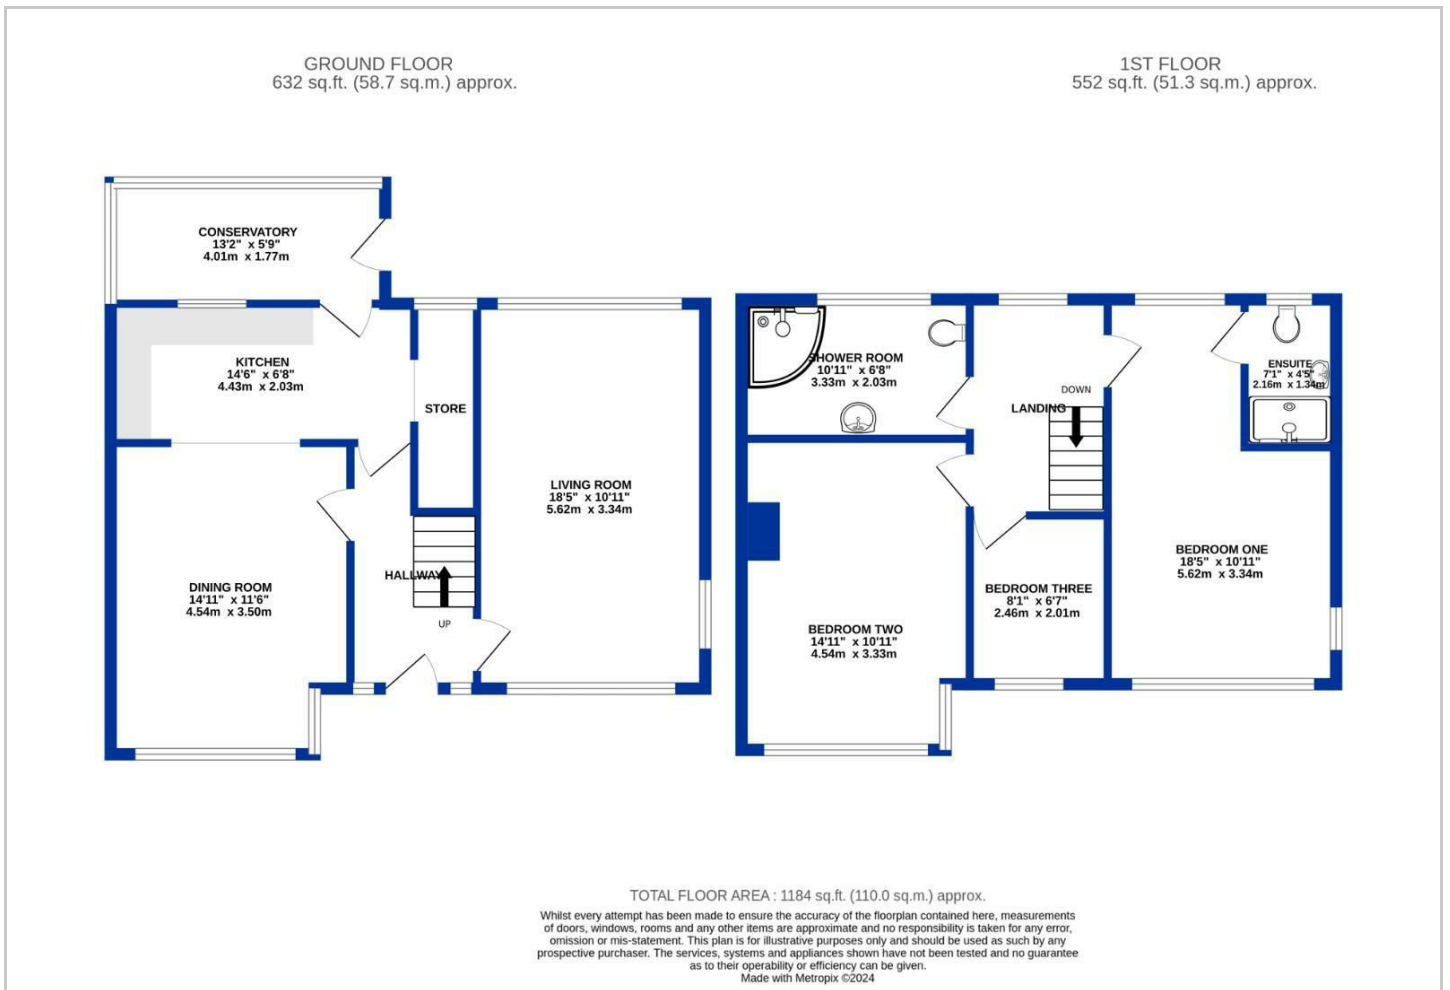 GROUND FLOOR
632 sq.ft. (58.7 sq.m.) approx.
1ST FLOOR
552 sq.ft. (51.3 sq.m.) approx.
CONSERVATORY
13'2" x 5'9"
4.01m x 1.77m
KITCHEN
14'6" x 6'8"
4.43m x 2.03m
STORE
LIVING ROOM
18'5" x 10'11"
5.62m x 3.34m
DINING ROOM
14'11" x 11'6"
4.54m x 3.50m
HALLWAY
UP
SHOWER ROOM
10'11" x 6'8"
3.33m x 2.03m
ENSUITE
7'1" x 4'5"
2.16m x 1.34m
DOWN
LANDING
BEDROOM ONE
18'5" x 10'11"
5.62m x 3.34m
BEDROOM THREE
8'1" x 6'7"
2.46m x 2.01m
BEDROOM TWO
14'11" x 10'11"
4.54m x 3.33m
TOTAL FLOOR AREA : 1184 sq.ft. (110.0 sq.m.) approx.
Whilst every attempt has been made to ensure the accuracy of the floorplan contained here, measurements
of doors, windows, rooms and any other items are approximate and no responsibility is taken for any error,
omission or mis-statement. This plan is for illustrative purposes only and should be used as such by any
prospective purchaser. The services, systems and appliances shown have not been tested and no guarantee
as to their operability or efficiency can be given.
Made with Metropix ©2024